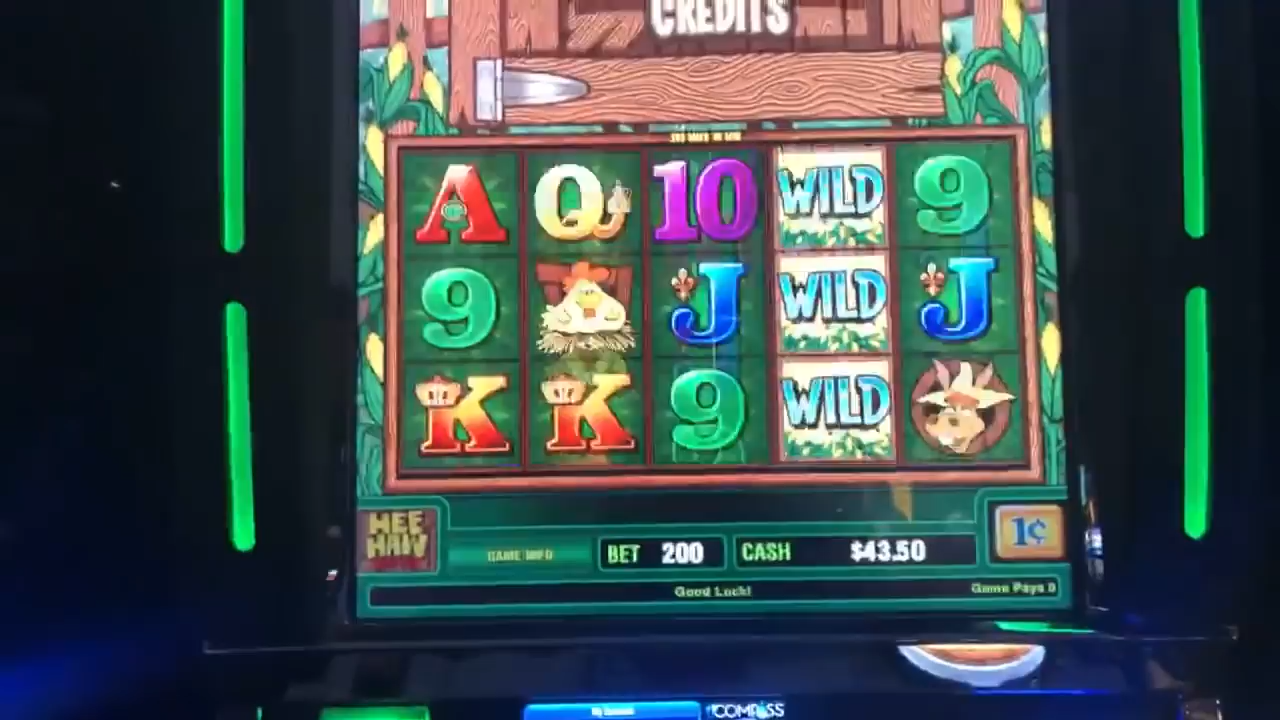 CREDITS
A Q 10 WILD 9
9 J WILD J
K K 9 WILD
HEE HAW
GAME INFO
BET 200
CASH $43.50
1¢
Good Luck!
Game Pays 0
COMPASS